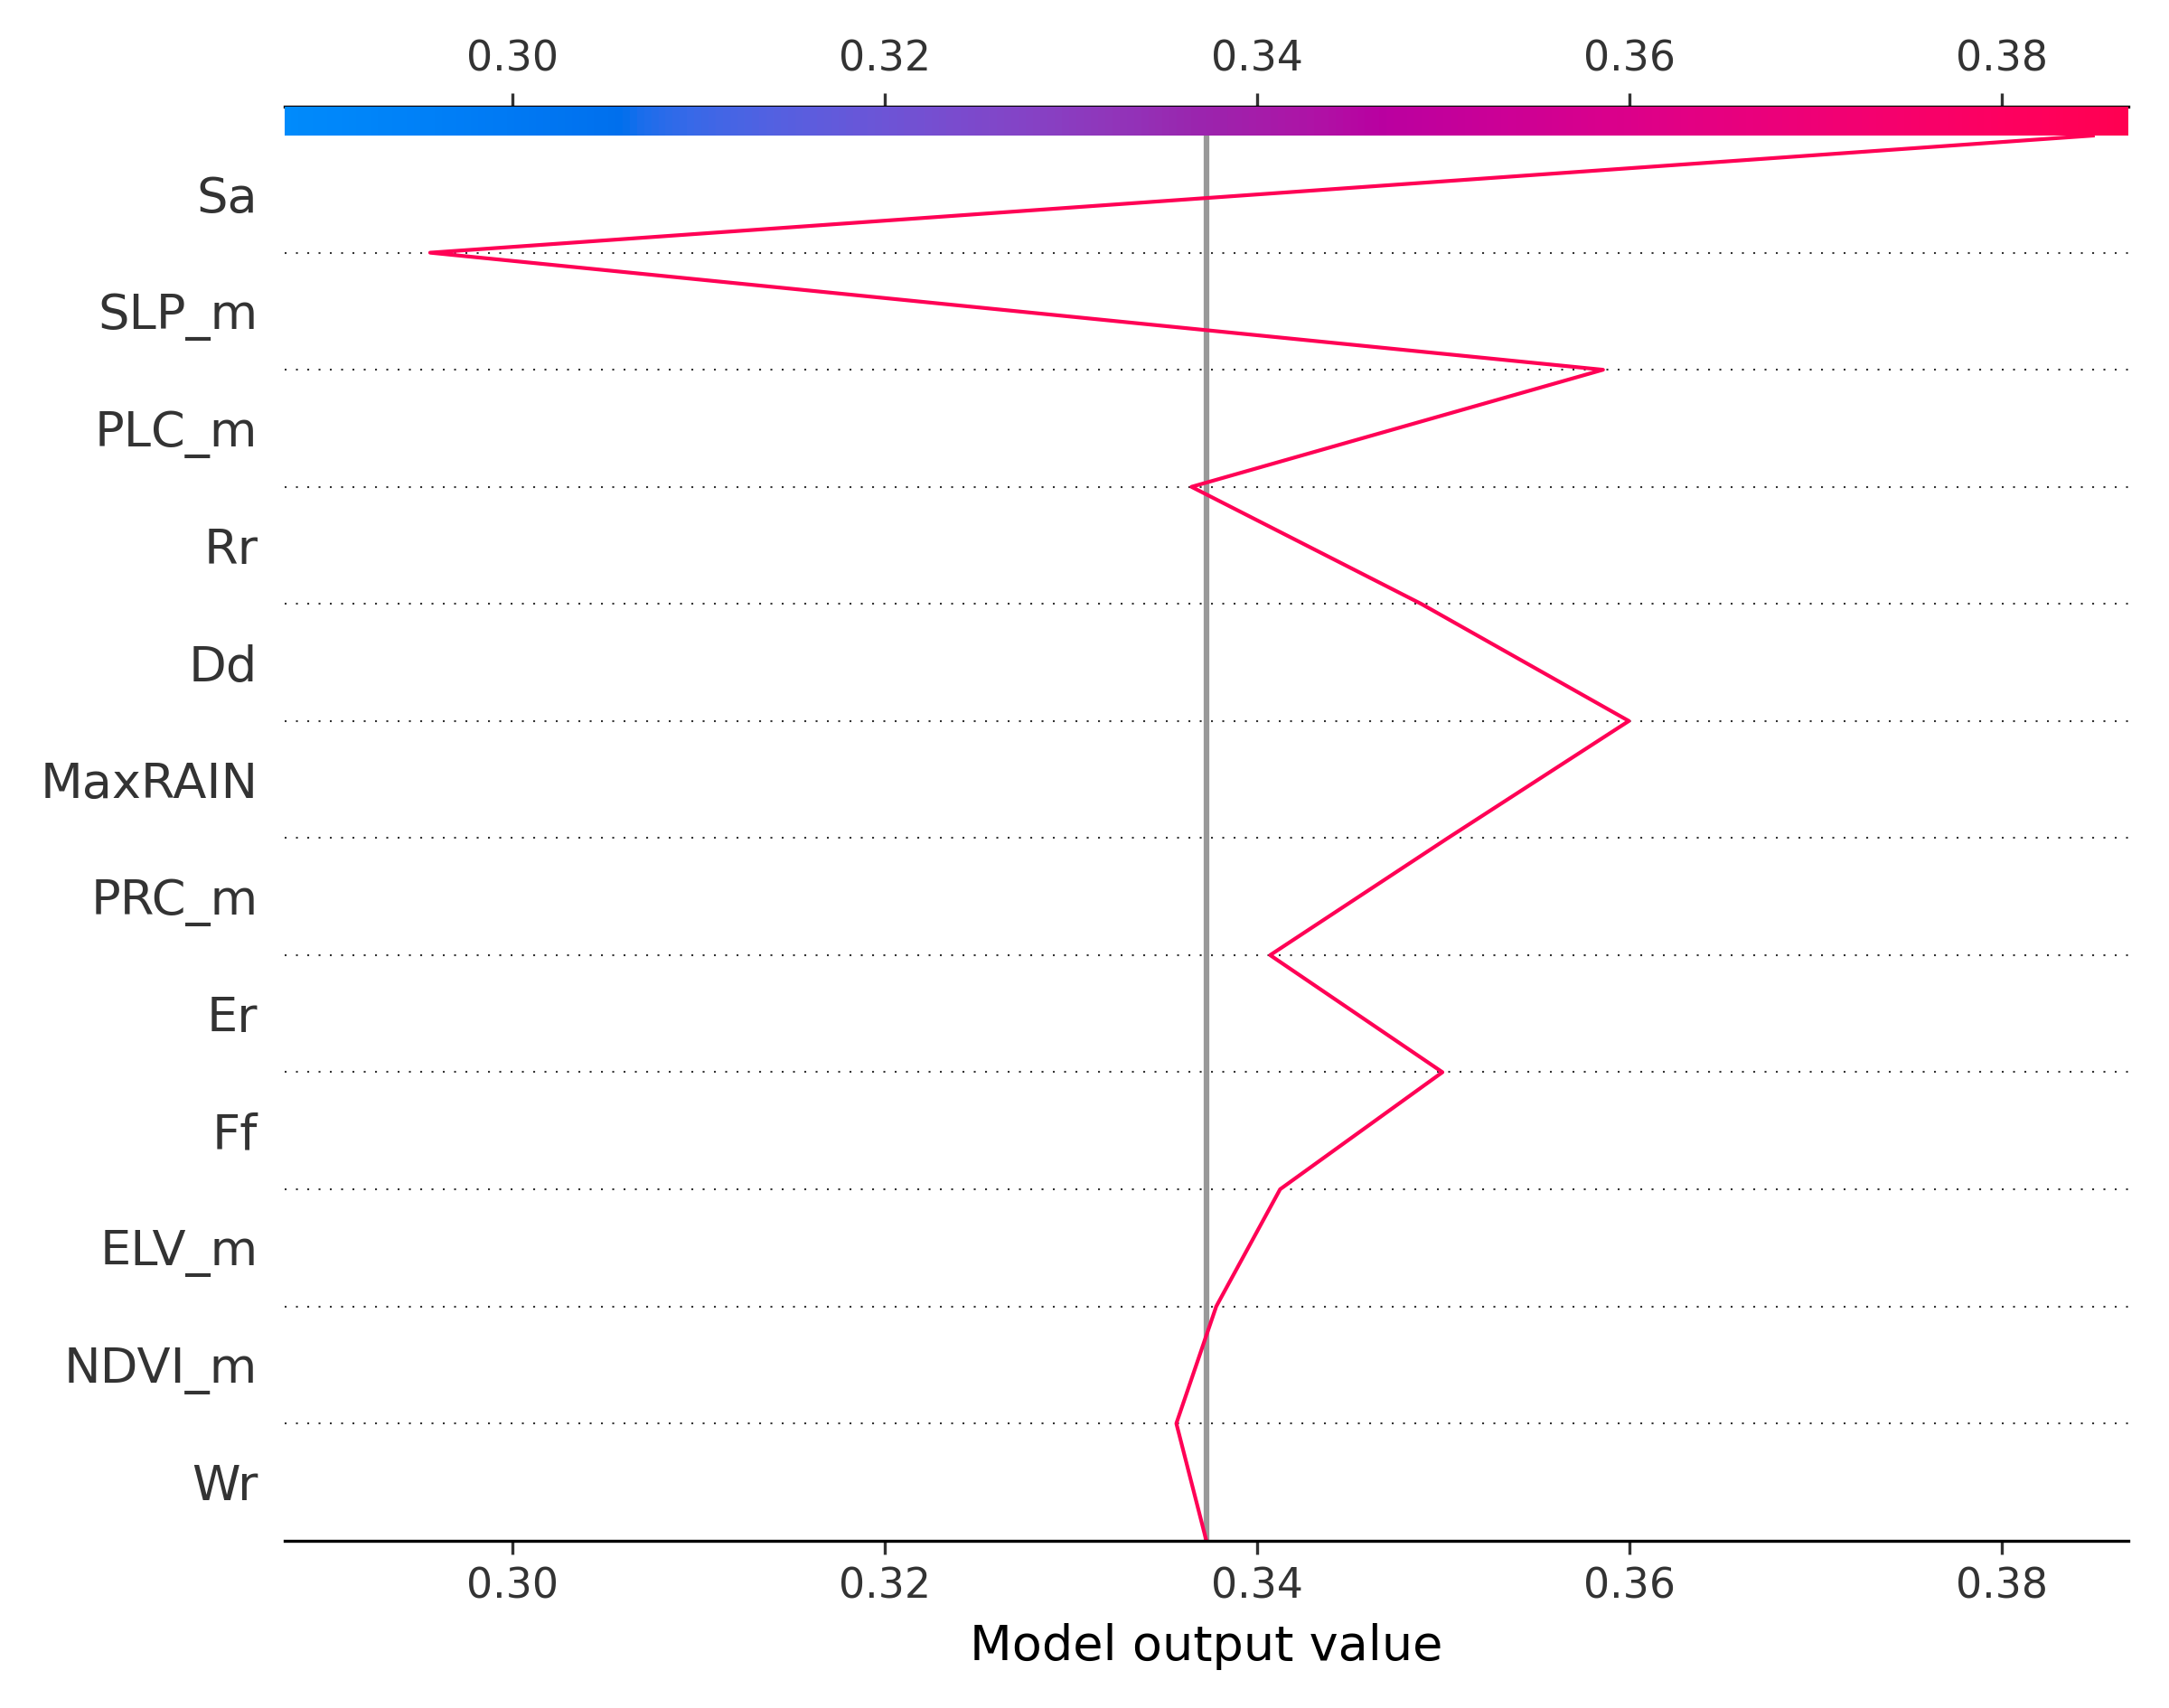 0.30 0.32 0.34 0.36 0.38
Sa
SLP_m
PLC_m
Rr
Dd
MaxRAIN
PRC_m
Er
Ff
ELV_m
NDVI_m
Wr
0.30 0.32 0.34 0.36 0.38
Model output value